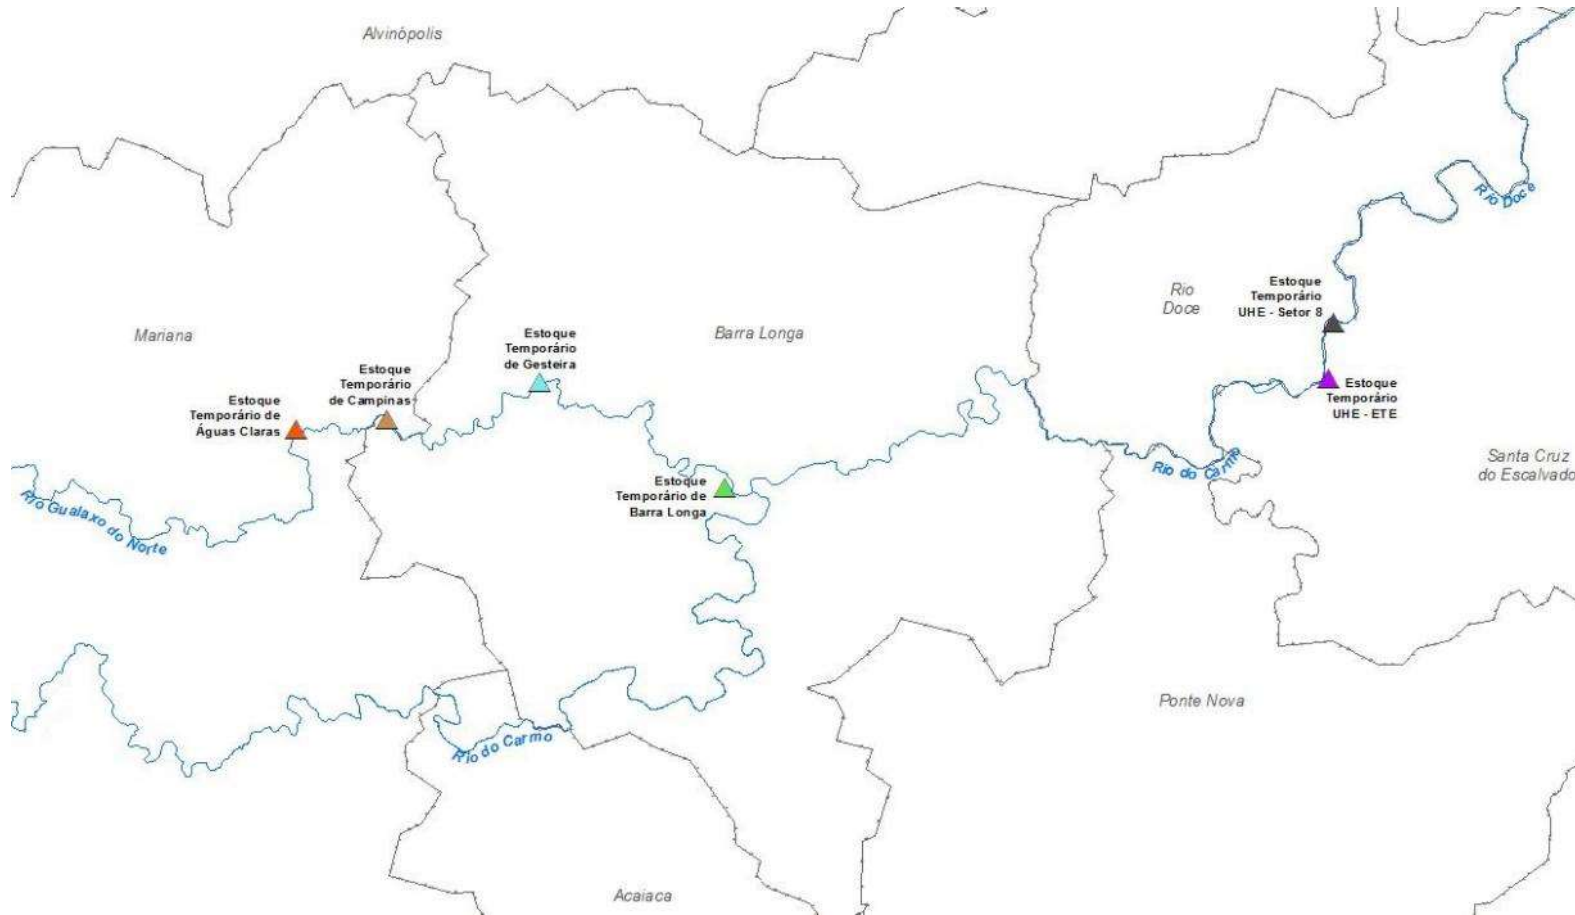 Alvinópolis
Rio Doce
Estoque
Temporário
UHE - Setor 8
Rio
Doce
Mariana
Barra Longa
Estoque
Temporário
de Gesteira
Estoque
Temporário
de Campinas
Estoque
Temporário de
Águas Claras
Estoque
Temporário
UHE - ETE
Rio do Carmo
Santa Cruz
do Escalvado
Estoque
Temporário de
Barra Longa
Rio Gualaxo do Norte
Ponte Nova
Rio do Carmo
Acaiaca